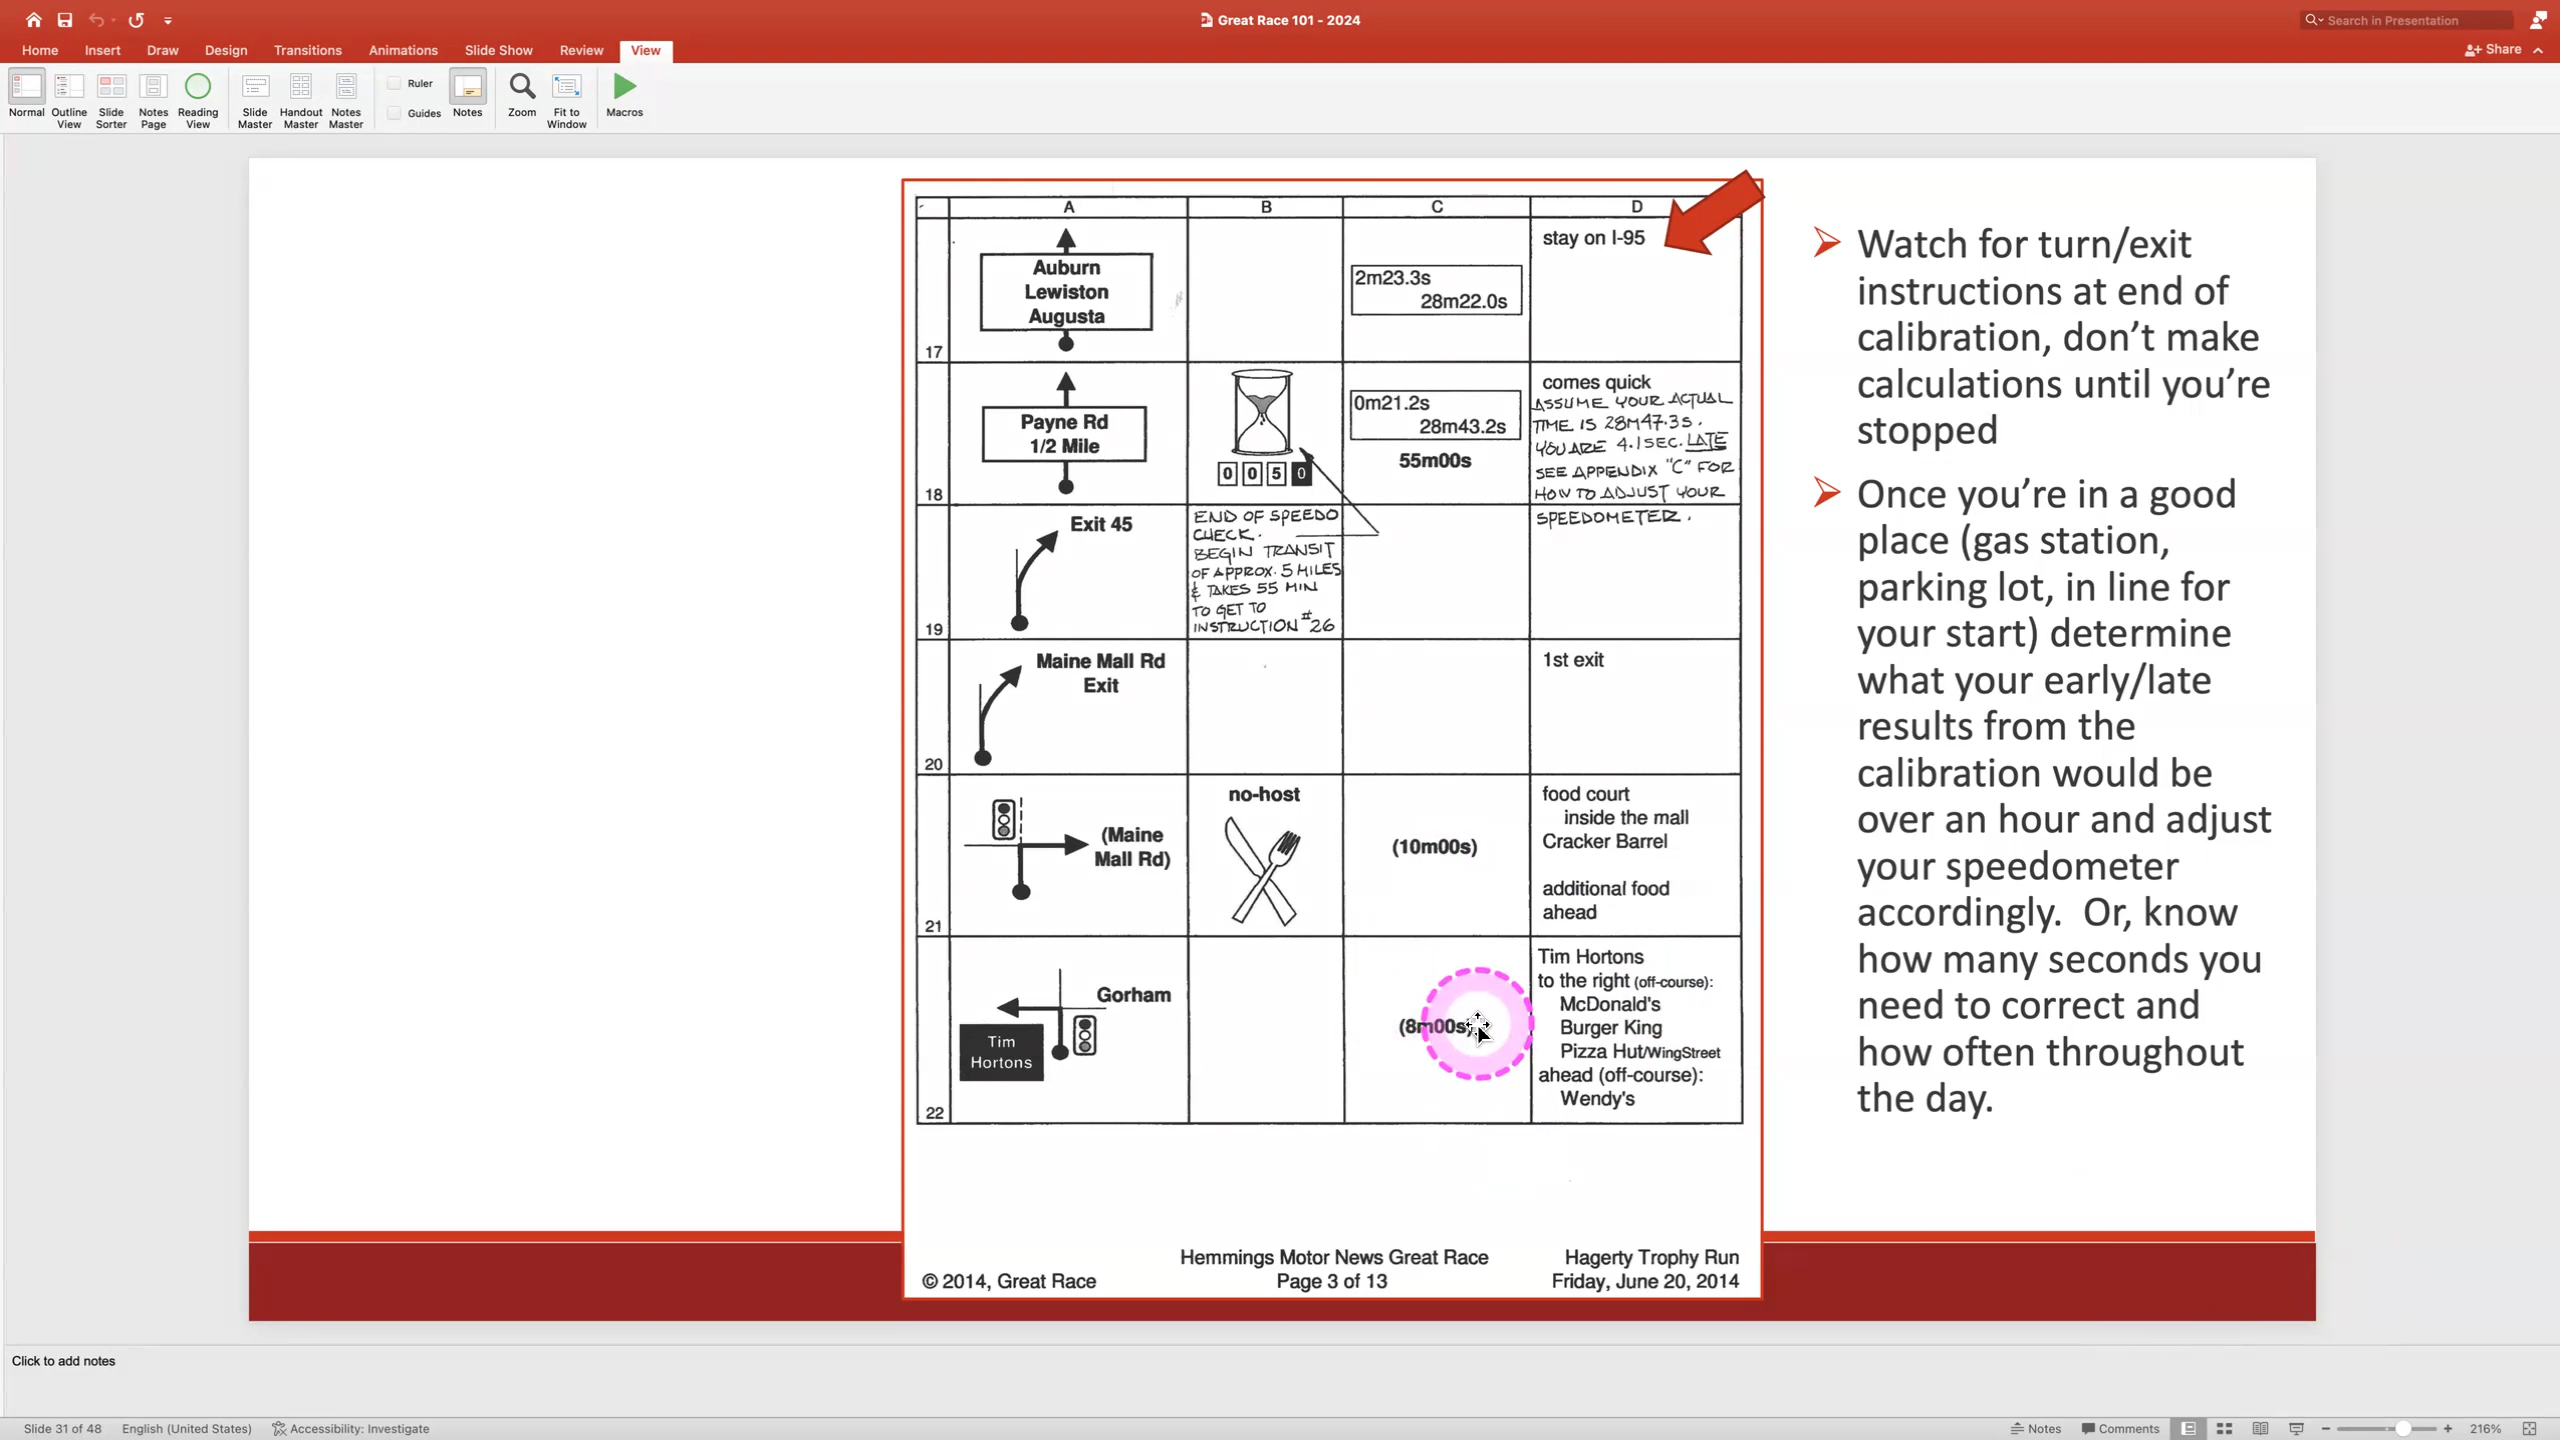 Great Race 101 - 2024
Search in Presentation
Home
Insert
Draw
Design
Transitions
Animations
Slide Show
Review
View
Share
Normal
Outline
View
Slide
Sorter
Notes
Page
Reading
View
Slide
Master
Handout
Master
Notes
Master
Ruler
Guides
Notes
Zoom
Fit to
Window
Macros
A
B
C
D
17
Auburn
Lewiston
Augusta
2m23.3s
28m22.0s
stay on I-95
18
Payne Rd
1/2 Mile
0 0 5 0
0m21.2s
28m43.2s
55m00s
comes quick
ASSUME YOUR ACTUAL
TIME IS 28M47.3S.
YOU ARE 4.1 SEC. LATE
SEE APPENDIX "C" FOR
HOW TO ADJUST YOUR
SPEEDOMETER.
19
Exit 45
END OF SPEEDO
CHECK.
BEGIN TRANSIT
OF APPROX. 5 MILES
& TAKES 55 MIN
TO GET TO
INSTRUCTION #26
20
Maine Mall Rd
Exit
1st exit
21
(Maine
Mall Rd)
no-host
(10m00s)
food court
inside the mall
Cracker Barrel
additional food
ahead
22
Gorham
Tim
Hortons
(8m00s)
Tim Hortons
to the right (off-course):
McDonald's
Burger King
Pizza Hut/WingStreet
ahead (off-course):
Wendy's
Hemmings Motor News Great Race
Hagerty Trophy Run
© 2014, Great Race
Page 3 of 13
Friday, June 20, 2014
Watch for turn/exit
instructions at end of
calibration, don't make
calculations until you're
stopped
Once you're in a good
place (gas station,
parking lot, in line for
your start) determine
what your early/late
results from the
calibration would be
over an hour and adjust
your speedometer
accordingly. Or, know
how many seconds you
need to correct and
how often throughout
the day.
Click to add notes
Slide 31 of 48
English (United States)
Accessibility: Investigate
Notes
Comments
216%